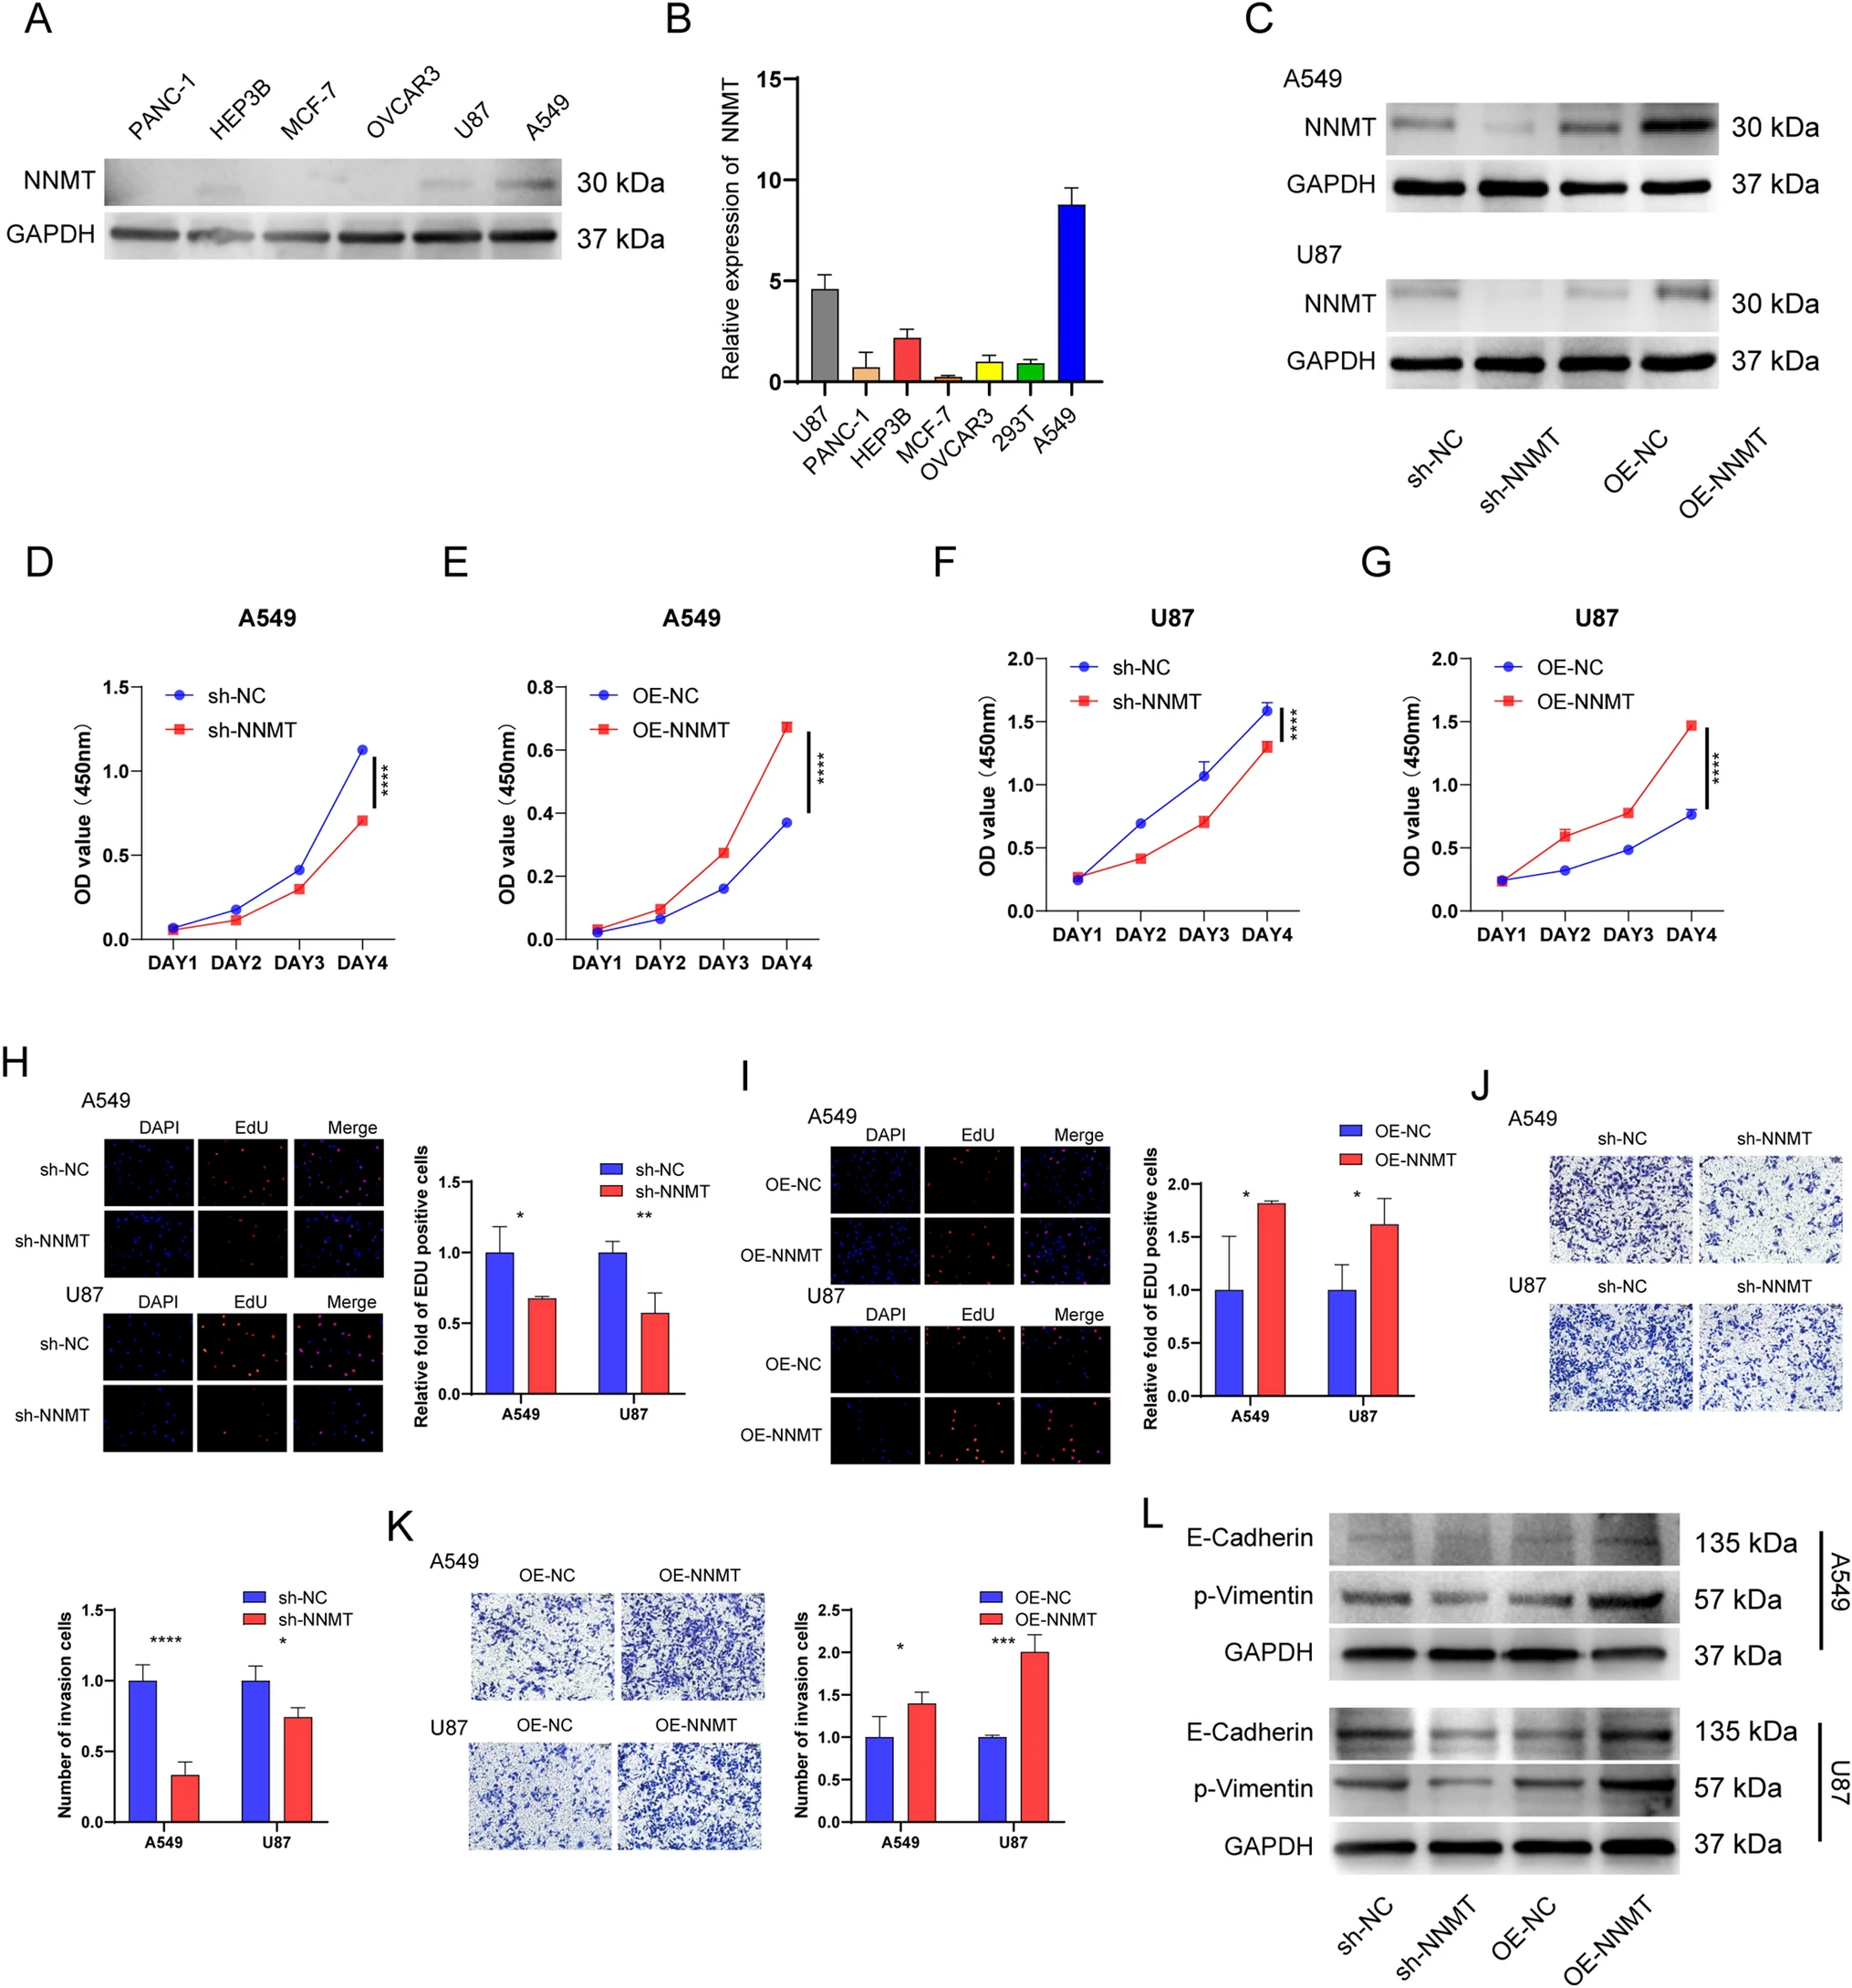 A
PANC-1 HEP3B MCF-7 OVCAR3 U87 A549
NNMT 30 kDa
GAPDH 37 kDa
B
Relative expression of NNMT
15
10
5
0
U87 PANC-1 HEP3B MCF-7 OVCAR3 293T A549
C
A549
NNMT 30 kDa
GAPDH 37 kDa
U87
NNMT 30 kDa
GAPDH 37 kDa
sh-NC sh-NNMT OE-NC OE-NNMT
D
A549
OD value（450nm）
1.5
1.0
0.5
0.0
sh-NC
sh-NNMT
****
DAY1 DAY2 DAY3 DAY4
E
A549
OD value（450nm）
0.8
0.6
0.4
0.2
0.0
OE-NC
OE-NNMT
****
DAY1 DAY2 DAY3 DAY4
F
U87
OD value（450nm）
2.0
1.5
1.0
0.5
0.0
sh-NC
sh-NNMT
****
DAY1 DAY2 DAY3 DAY4
G
U87
OD value（450nm）
2.0
1.5
1.0
0.5
0.0
OE-NC
OE-NNMT
****
DAY1 DAY2 DAY3 DAY4
H
A549
DAPI EdU Merge
sh-NC
sh-NNMT
U87
DAPI EdU Merge
sh-NC
sh-NNMT
Relative fold of EDU positive cells
1.5
1.0
0.5
0.0
sh-NC
sh-NNMT
* **
A549 U87
I
A549
DAPI EdU Merge
OE-NC
OE-NNMT
U87
DAPI EdU Merge
OE-NC
OE-NNMT
Relative fold of EDU positive cells
2.0
1.5
1.0
0.5
0.0
OE-NC
OE-NNMT
* *
A549 U87
J
A549
sh-NC sh-NNMT
U87 sh-NC sh-NNMT
Number of invasion cells
1.5
1.0
0.5
0.0
sh-NC
sh-NNMT
**** *
A549 U87
K
A549
OE-NC OE-NNMT
U87 OE-NC OE-NNMT
Number of invasion cells
2.5
2.0
1.5
1.0
0.5
0.0
OE-NC
OE-NNMT
* ***
A549 U87
L
E-Cadherin 135 kDa
p-Vimentin 57 kDa
GAPDH 37 kDa
A549
E-Cadherin 135 kDa
p-Vimentin 57 kDa
GAPDH 37 kDa
U87
sh-NC sh-NNMT OE-NC OE-NNMT